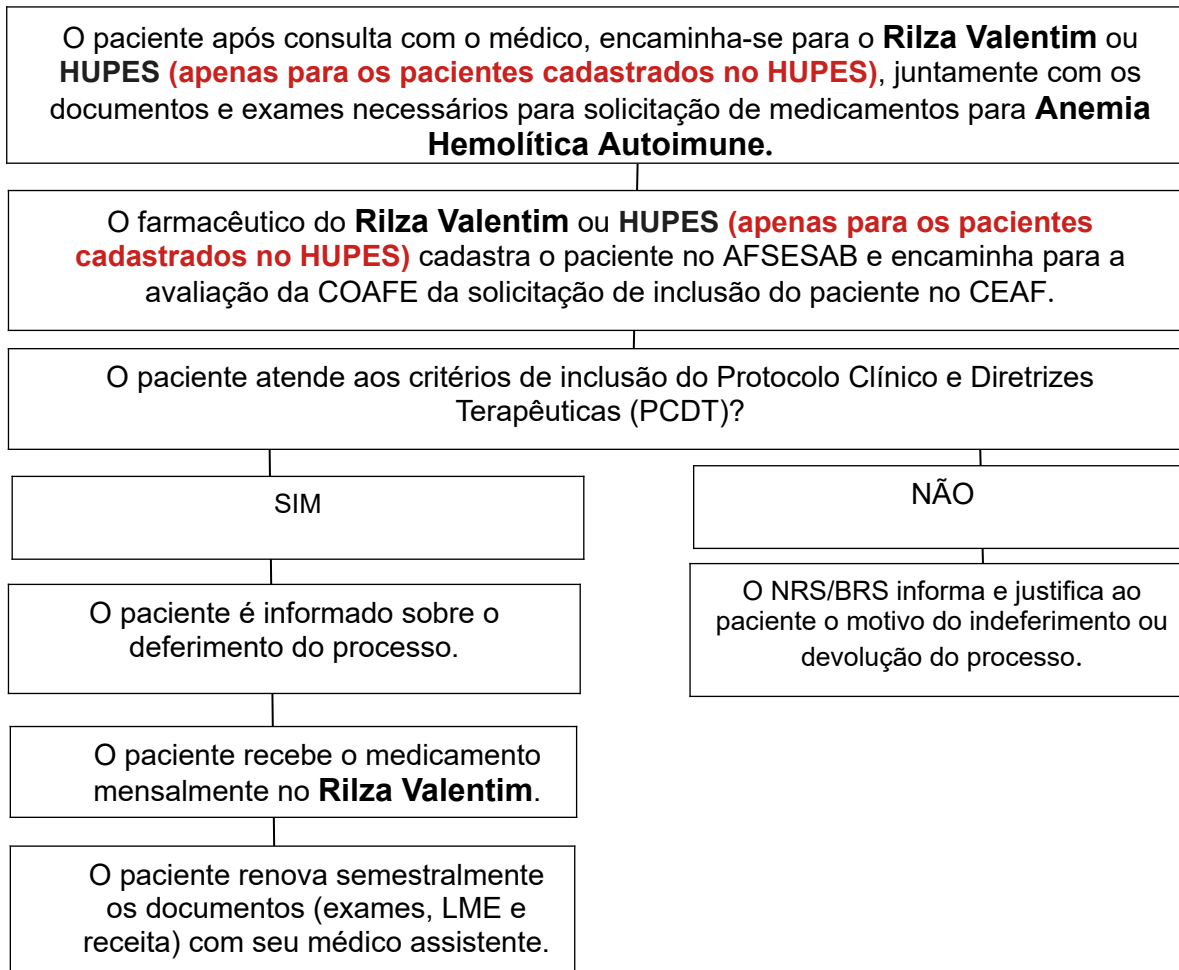 O paciente após consulta com o médico, encaminha-se para o Rilza Valentim ou
HUPES (apenas para os pacientes cadastrados no HUPES), juntamente com os
documentos e exames necessários para solicitação de medicamentos para Anemia
Hemolítica Autoimune.
O farmacêutico do Rilza Valentim ou HUPES (apenas para os pacientes
cadastrados no HUPES) cadastra o paciente no AFSESAB e encaminha para a
avaliação da COAFE da solicitação de inclusão do paciente no CEAF.
O paciente atende aos critérios de inclusão do Protocolo Clínico e Diretrizes
Terapêuticas (PCDT)?
SIM
O paciente é informado sobre o
deferimento do processo.
O paciente recebe o medicamento
mensalmente no Rilza Valentim.
O paciente renova semestralmente
os documentos (exames, LME e
receita) com seu médico assistente.
NÃO
O NRS/BRS informa e justifica ao
paciente o motivo do indeferimento ou
devolução do processo.